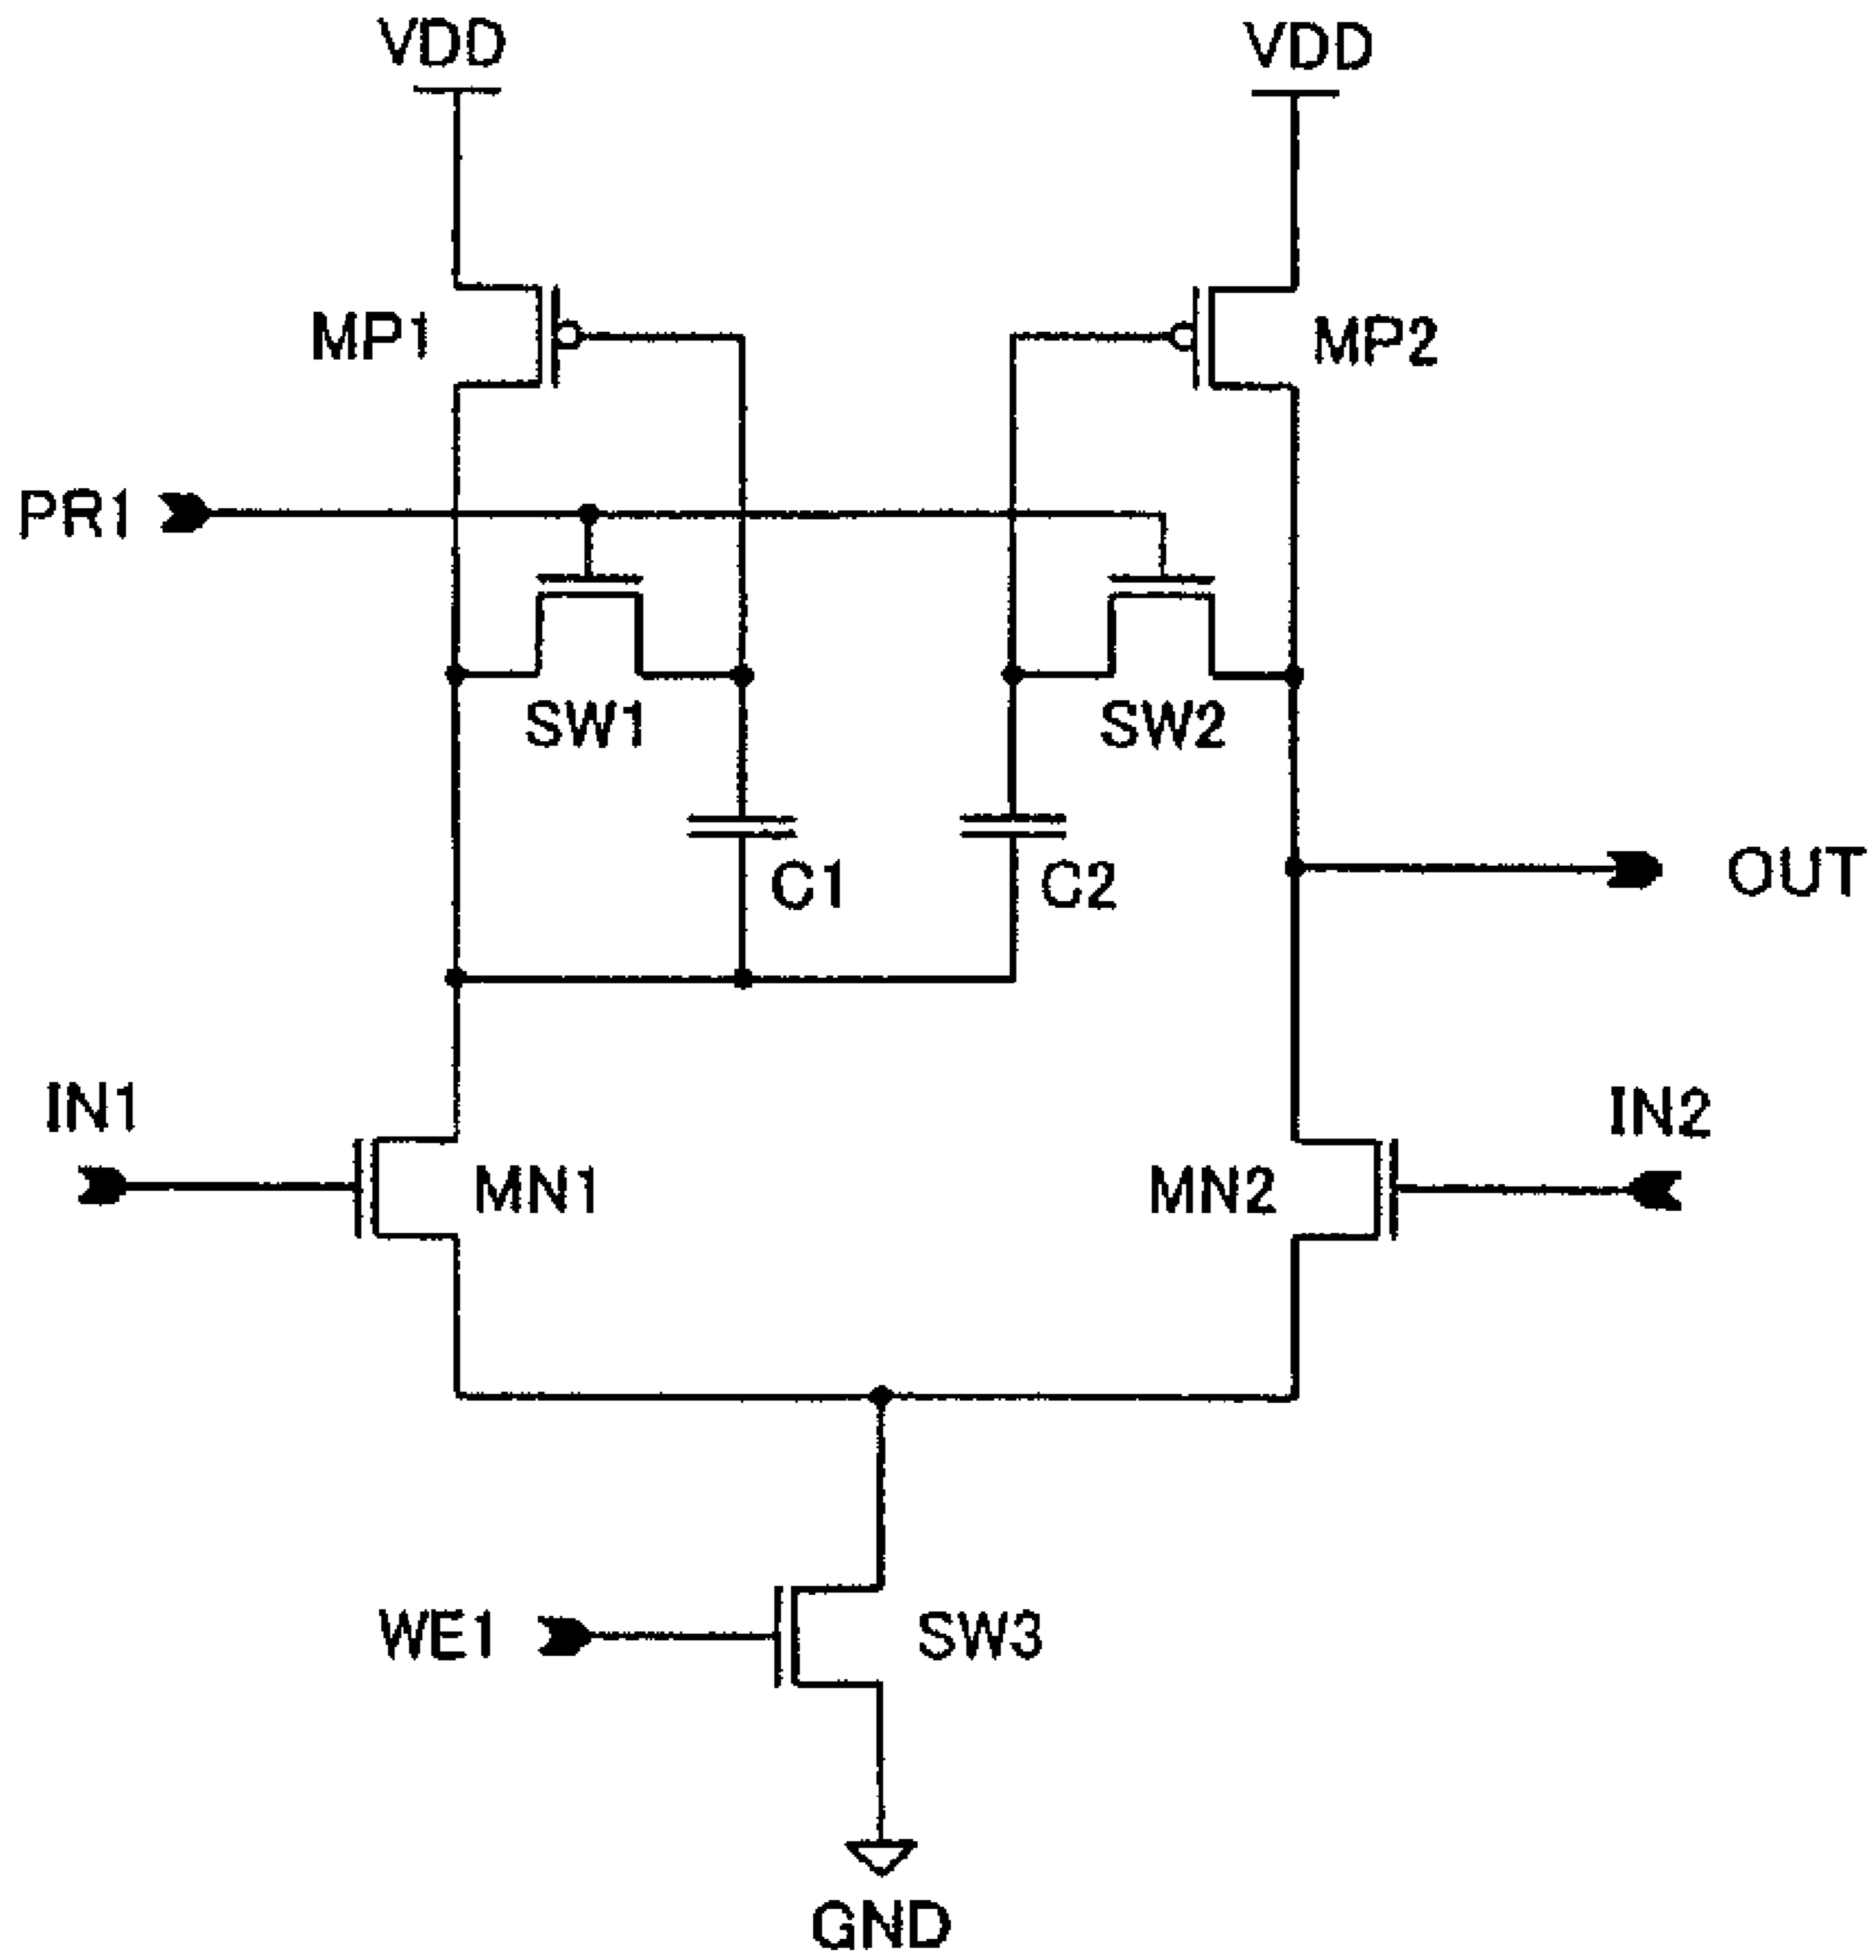 VDD
VDD
MP1
MP2
PR1
SW1
SW2
C1
C2
OUT
IN1
IN2
MN1
MN2
WE1
SW3
GND